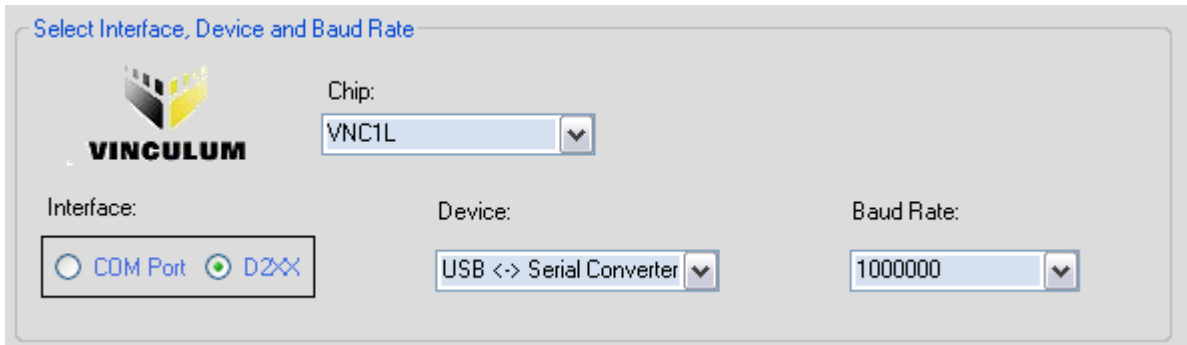 Select Interface, Device and Baud Rate
VINCULUM
Chip:
VNC1L
Interface:
COM Port D2XX
Device:
USB <-> Serial Converter
Baud Rate:
1000000